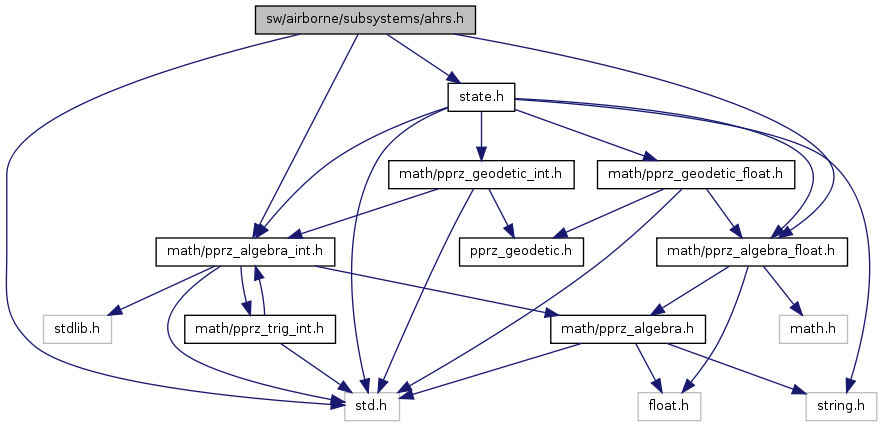 sw/airborne/subsystems/ahrs.h
state.h
math/pprz_geodetic_int.h
math/pprz_geodetic_float.h
math/pprz_algebra_int.h
pprz_geodetic.h
math/pprz_algebra_float.h
stdlib.h
math/pprz_trig_int.h
math/pprz_algebra.h
math.h
std.h
float.h
string.h